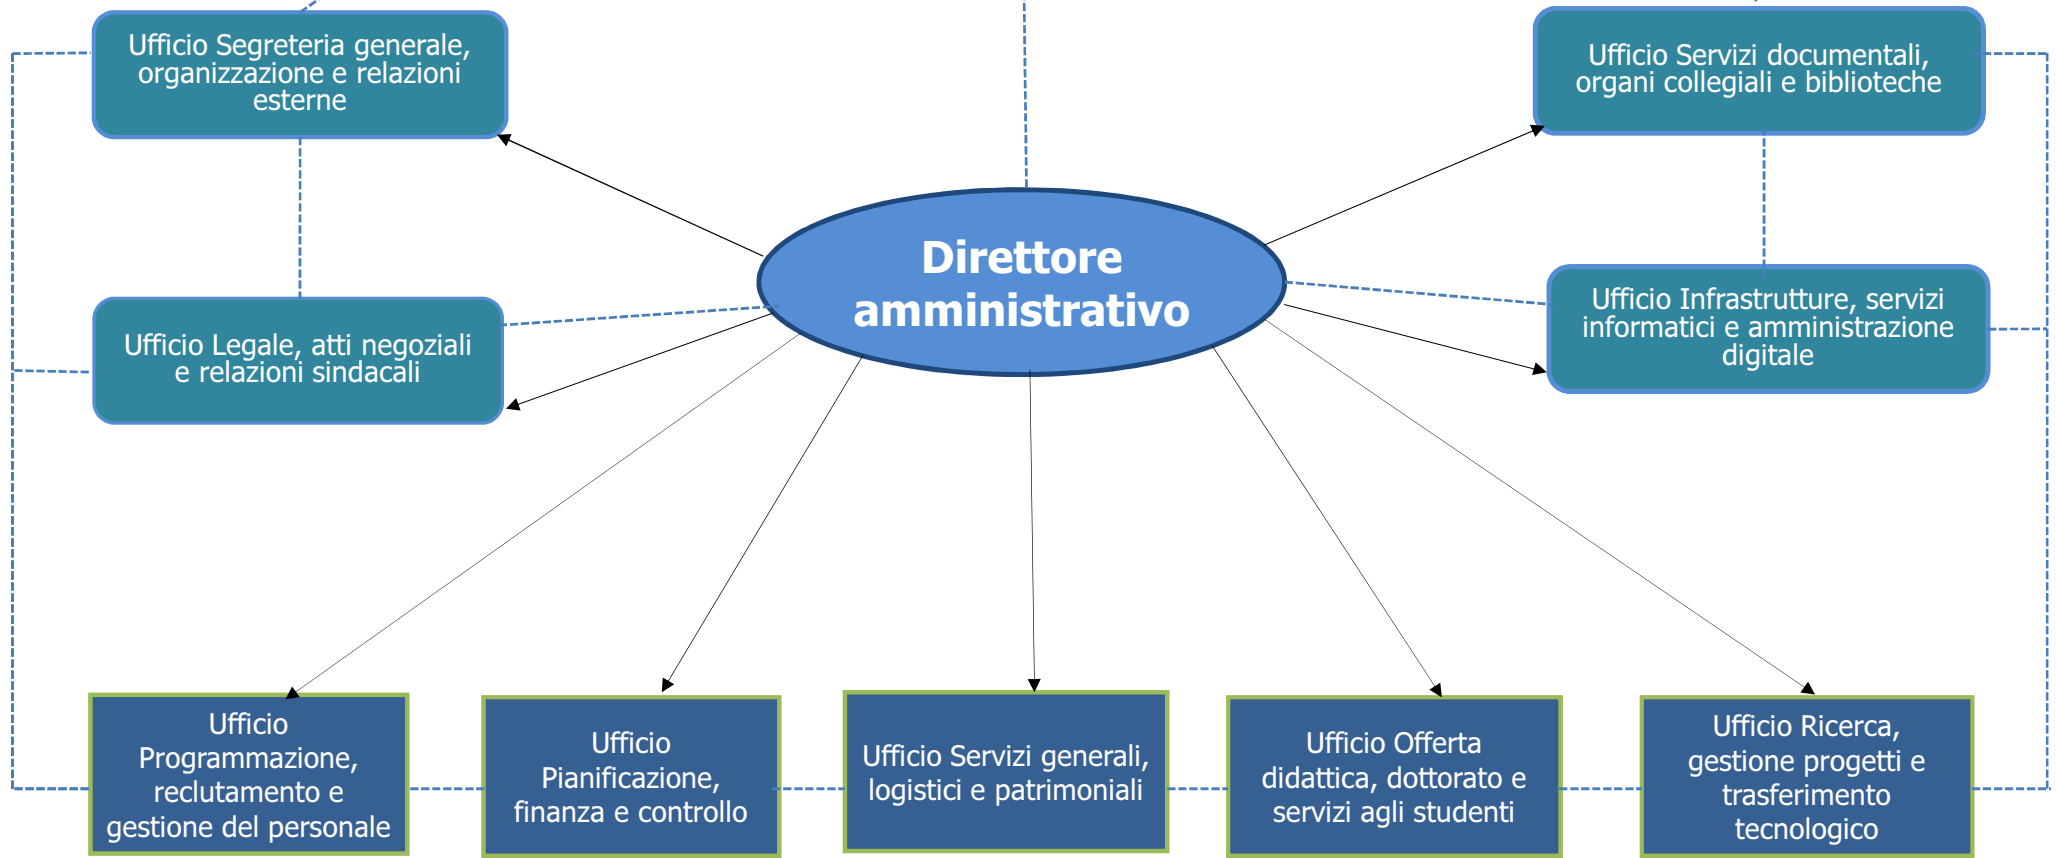 Ufficio Segreteria generale,
organizzazione e relazioni
esterne
Ufficio Servizi documentali,
organi collegiali e biblioteche
Direttore
amministrativo
Ufficio Legale, atti negoziali
e relazioni sindacali
Ufficio Infrastrutture, servizi
informatici e amministrazione
digitale
Ufficio
Programmazione,
reclutamento e
gestione del personale
Ufficio
Pianificazione,
finanza e controllo
Ufficio Servizi generali,
logistici e patrimoniali
Ufficio Offerta
didattica, dottorato e
servizi agli studenti
Ufficio Ricerca,
gestione progetti e
trasferimento
tecnologico